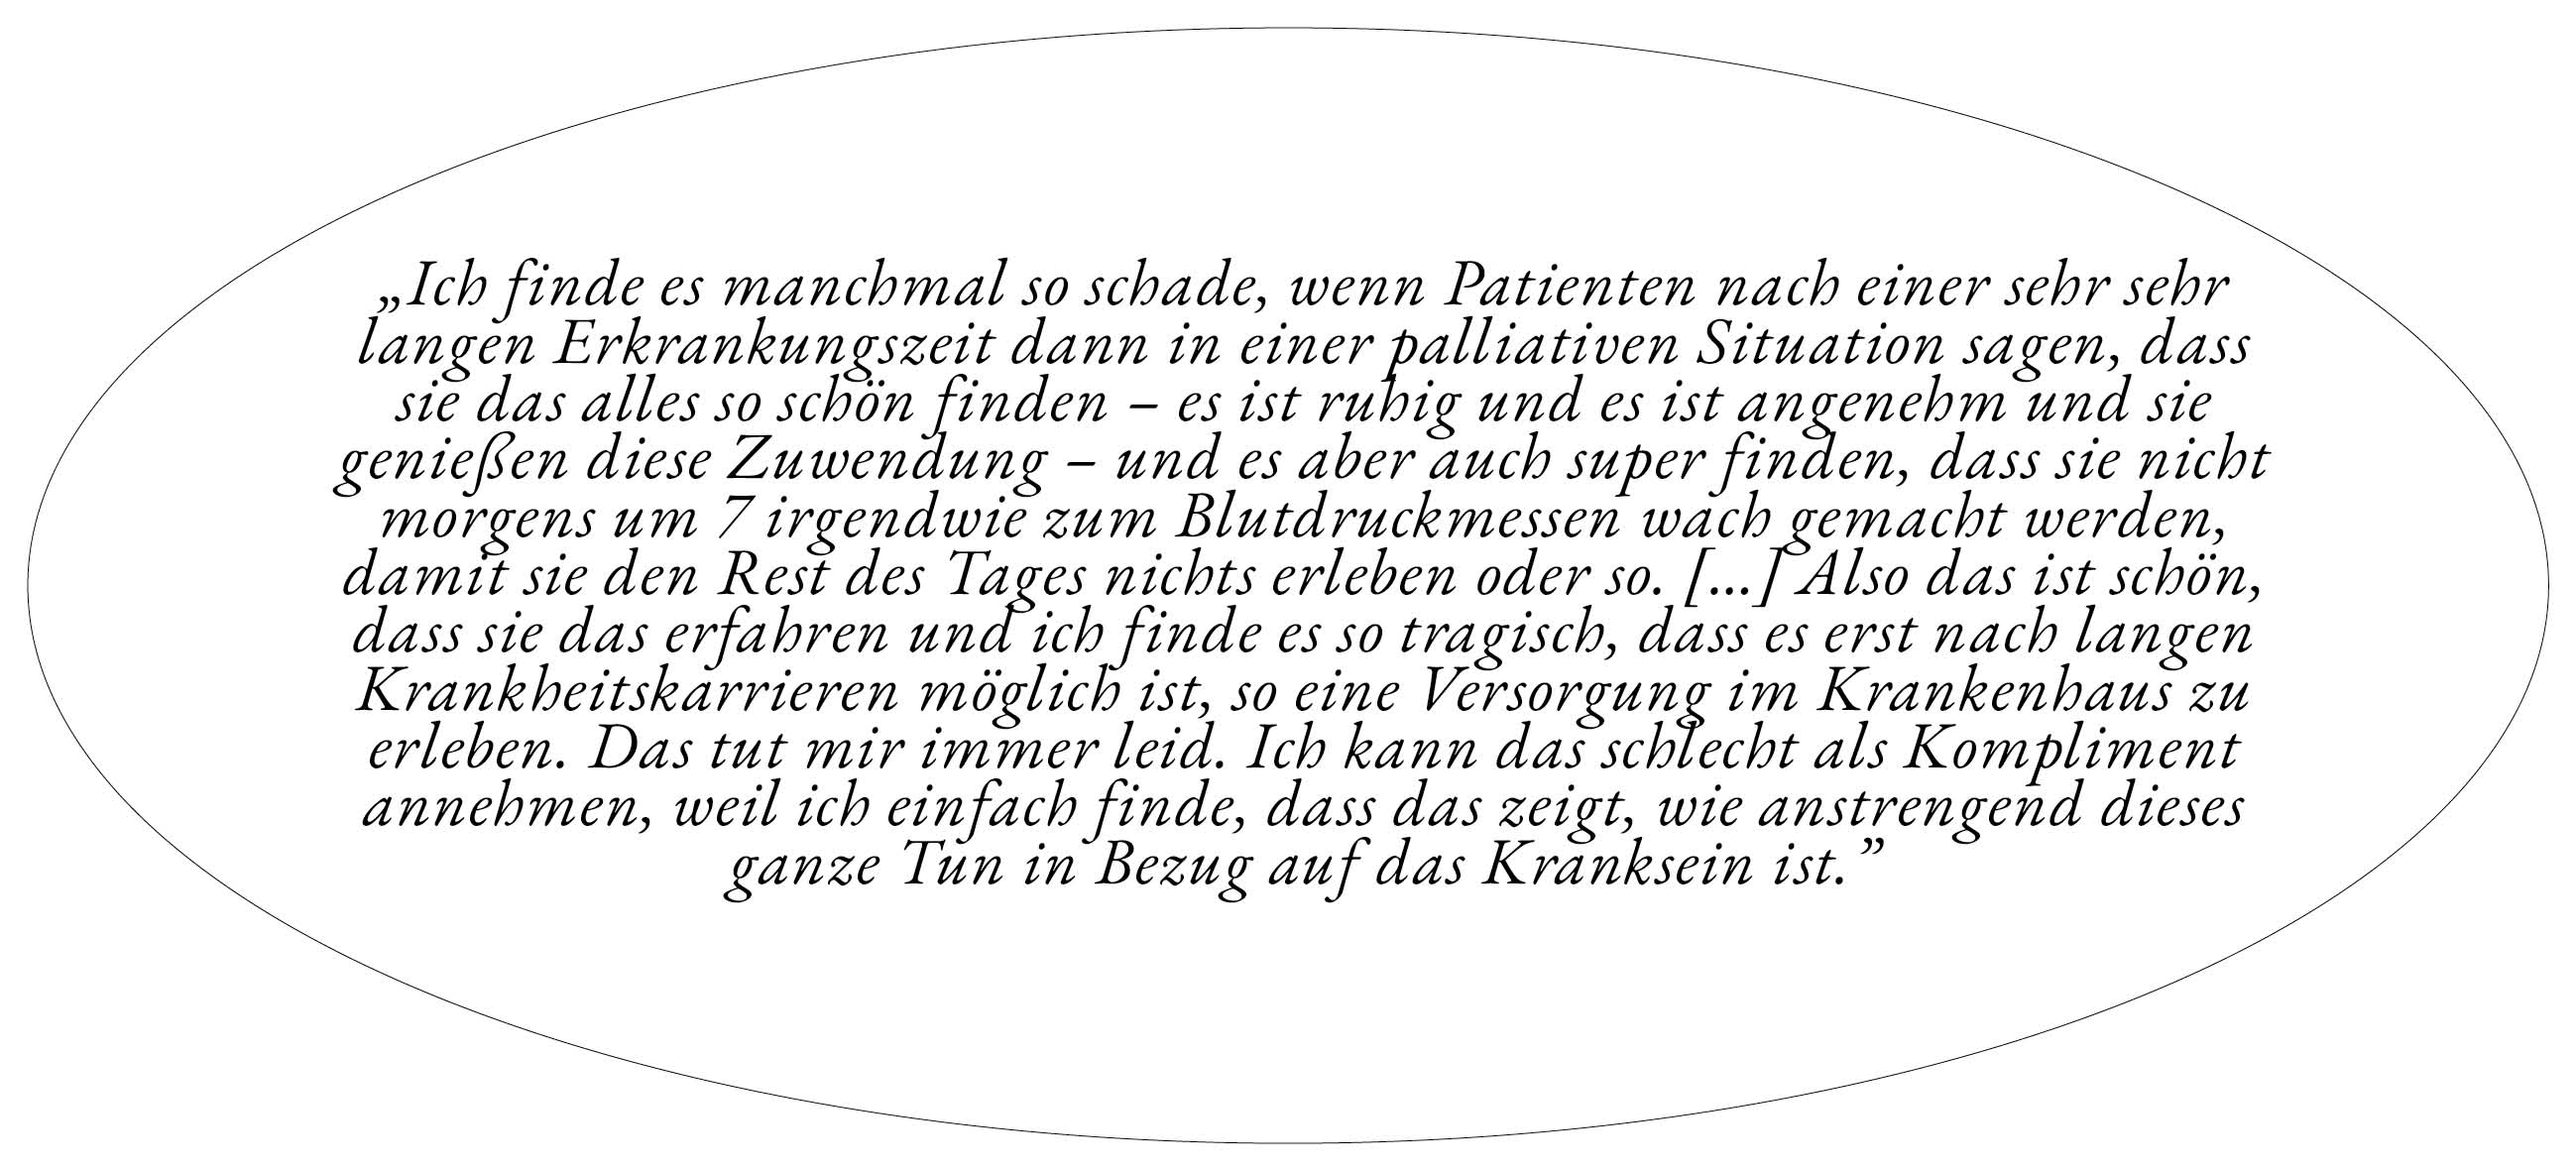 „Ich finde es manchmal so schade, wenn Patienten nach einer sehr sehr
langen Erkrankungszeit dann in einer palliativen Situation sagen, dass
sie das alles so schön finden – es ist ruhig und es ist angenehm und sie
genießen diese Zuwendung – und es aber auch super finden, dass sie nicht
morgens um 7 irgendwie zum Blutdruckmessen wach gemacht werden,
damit sie den Rest des Tages nichts erleben oder so. [...] Also das ist schön,
dass sie das erfahren und ich finde es so tragisch, dass es erst nach langen
Krankheitskarrieren möglich ist, so eine Versorgung im Krankenhaus zu
erleben. Das tut mir immer leid. Ich kann das schlecht als Kompliment
annehmen, weil ich einfach finde, dass das zeigt, wie anstrengend dieses
ganze Tun in Bezug auf das Kranksein ist.”